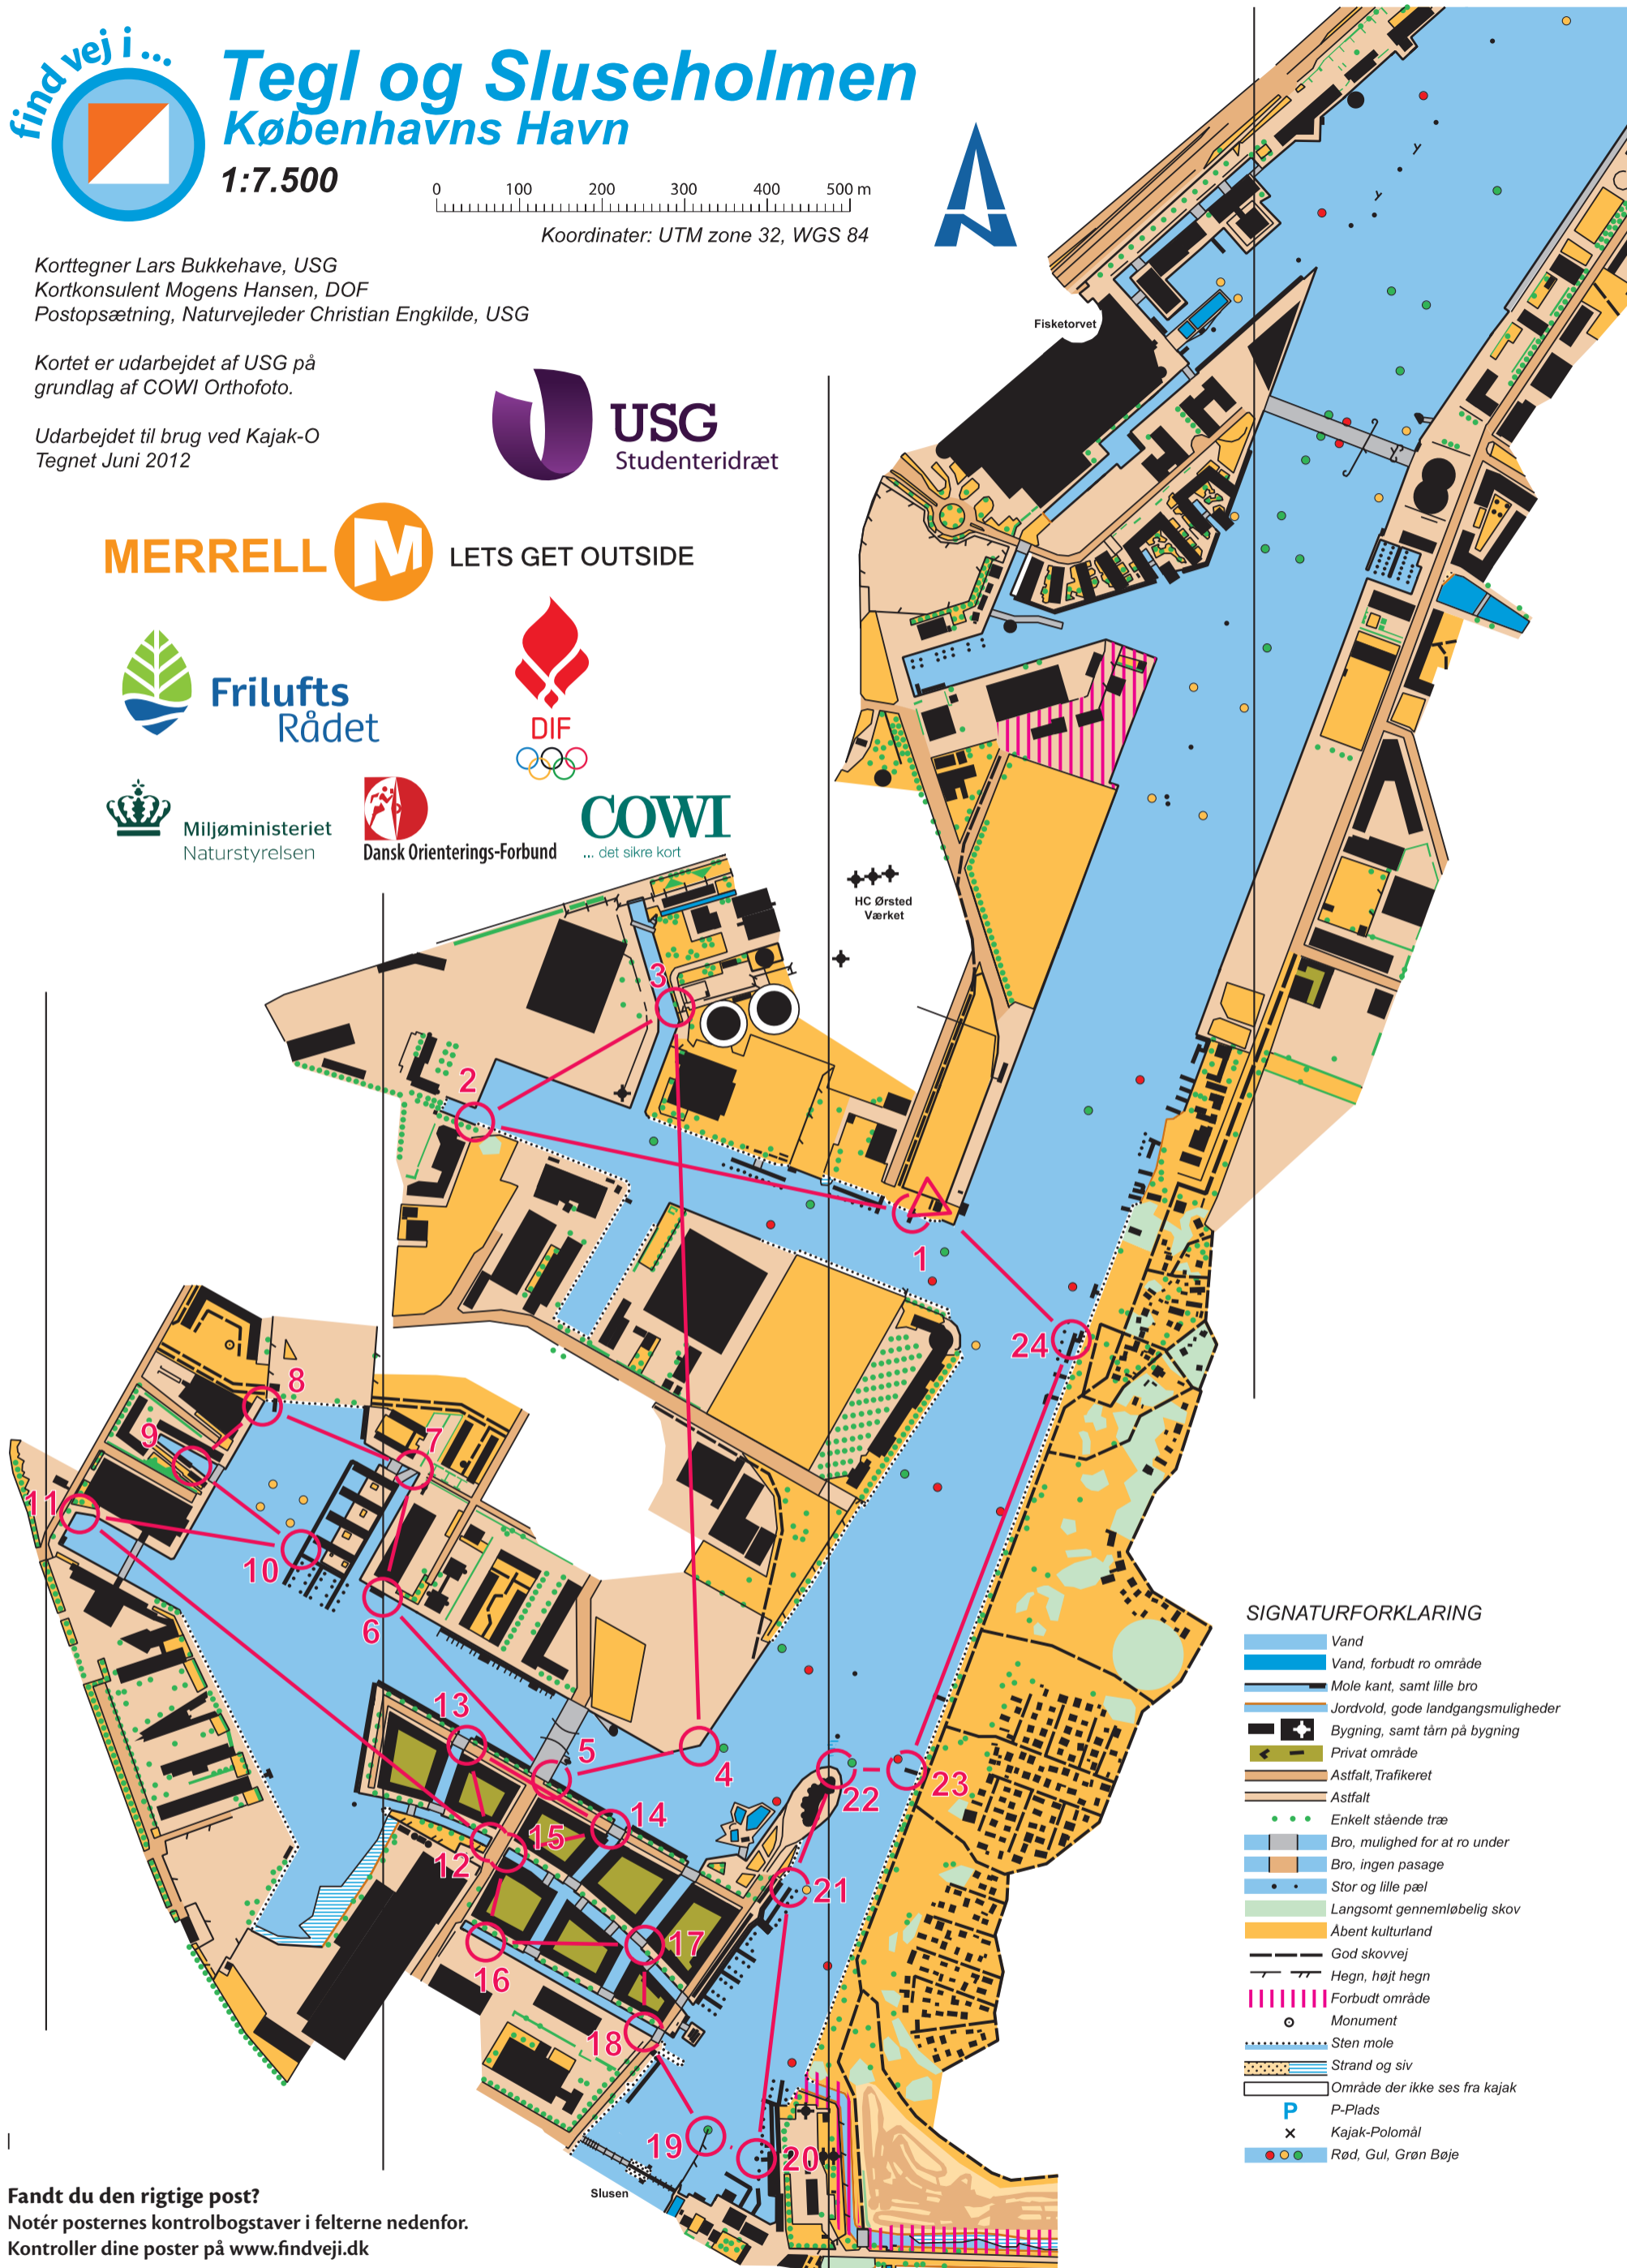 find vej i ...
Tegl og Sluseholmen
Københavns Havn
1:7.500
0 100 200 300 400 500 m
Koordinater: UTM zone 32, WGS 84
Korttegner Lars Bukkehave, USG
Kortkonsulent Mogens Hansen, DOF
Postopsætning, Naturvejleder Christian Engkilde, USG
Kortet er udarbejdet af USG på
grundlag af COWI Orthofoto.
Udarbejdet til brug ved Kajak-O
Tegnet Juni 2012
USG
Studenteridræt
MERRELL M LETS GET OUTSIDE
Frilufts
Rådet
DIF
Miljøministeriet
Naturstyrelsen
Dansk Orienterings-Forbund
COWI
... det sikre kort
Fisketorvet
HC Ørsted
Værket
3
2
1
24
8
7
9
11
10
6
13
5
4
14
15
12
22
23
21
17
16
18
19
20
Slusen
SIGNATURFORKLARING
Vand
Vand, forbudt ro område
Mole kant, samt lille bro
Jordvold, gode landgangsmuligheder
Bygning, samt tårn på bygning
Privat område
Astfalt,Trafikeret
Astfalt
Enkelt stående træ
Bro, mulighed for at ro under
Bro, ingen pasage
Stor og lille pæl
Langsomt gennemløbelig skov
Åbent kulturland
God skovvej
Hegn, højt hegn
Forbudt område
Monument
Sten mole
Strand og siv
Område der ikke ses fra kajak
P P-Plads
Kajak-Polomål
Rød, Gul, Grøn Bøje
Fandt du den rigtige post?
Notér posternes kontrolbogstaver i felterne nedenfor.
Kontroller dine poster på www.findveji.dk